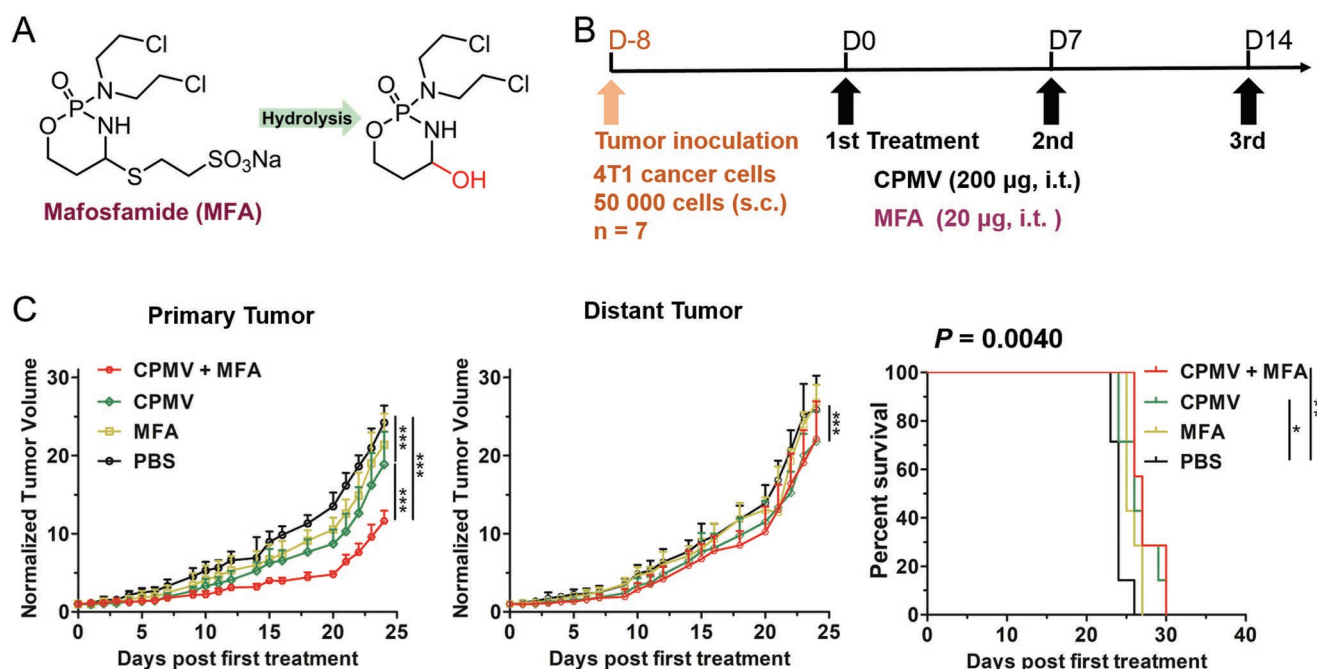 A
Cl
Cl
O
N
P
O
NH
S
SO₃Na
Mafosfamide (MFA)
Hydrolysis
Cl
Cl
O
N
P
O
NH
OH
B
D-8
D0
D7
D14
Tumor inoculation
4T1 cancer cells
50 000 cells (s.c.)
n = 7
1st Treatment
2nd
3rd
CPMV (200 µg, i.t.)
MFA (20 µg, i.t. )
C
Primary Tumor
Normalized Tumor Volume
30
20
10
0
CPMV + MFA
CPMV
MFA
PBS
***
***
***
0 5 10 15 20 25
Days post first treatment
Distant Tumor
Normalized Tumor Volume
30
20
10
0
***
0 5 10 15 20 25
Days post first treatment
P = 0.0040
Percent survival
100
80
60
40
20
0
CPMV + MFA
CPMV
MFA
PBS
*
0 10 20 30 40
Days post first treatment